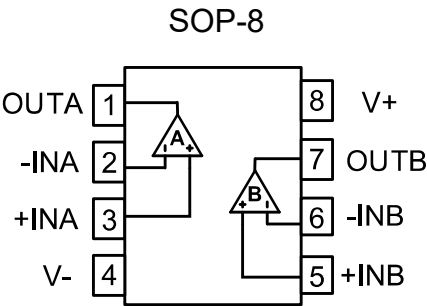 SOP-8
OUTA 1 8 V+
A
-INA 2 7 OUTB
B
+INA 3 6 -INB
V- 4 5 +INB